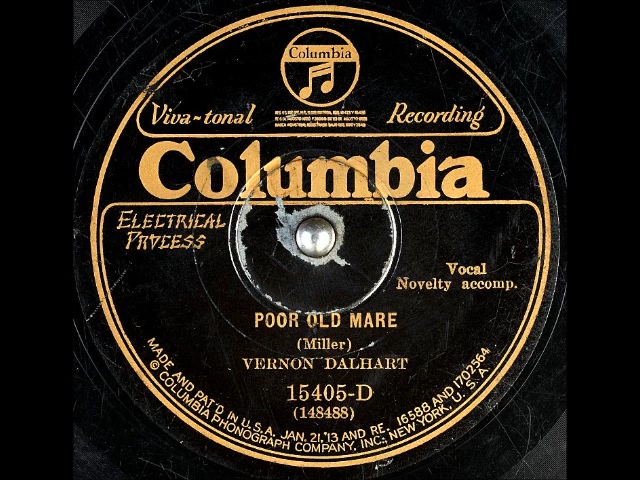 Columbia
Viva-tonal Recording
Columbia
ELECTRICAL
PROCESS
Vocal
Novelty accomp.
POOR OLD MARE
(Miller)
VERNON DALHART
15405-D
(148488)
MADE AND PAT'D IN U.S.A. JAN. 21,'13 AND RE. 16588 AND 1702564
© COLUMBIA PHONOGRAPH COMPANY, INC., NEW YORK, U.S.A.